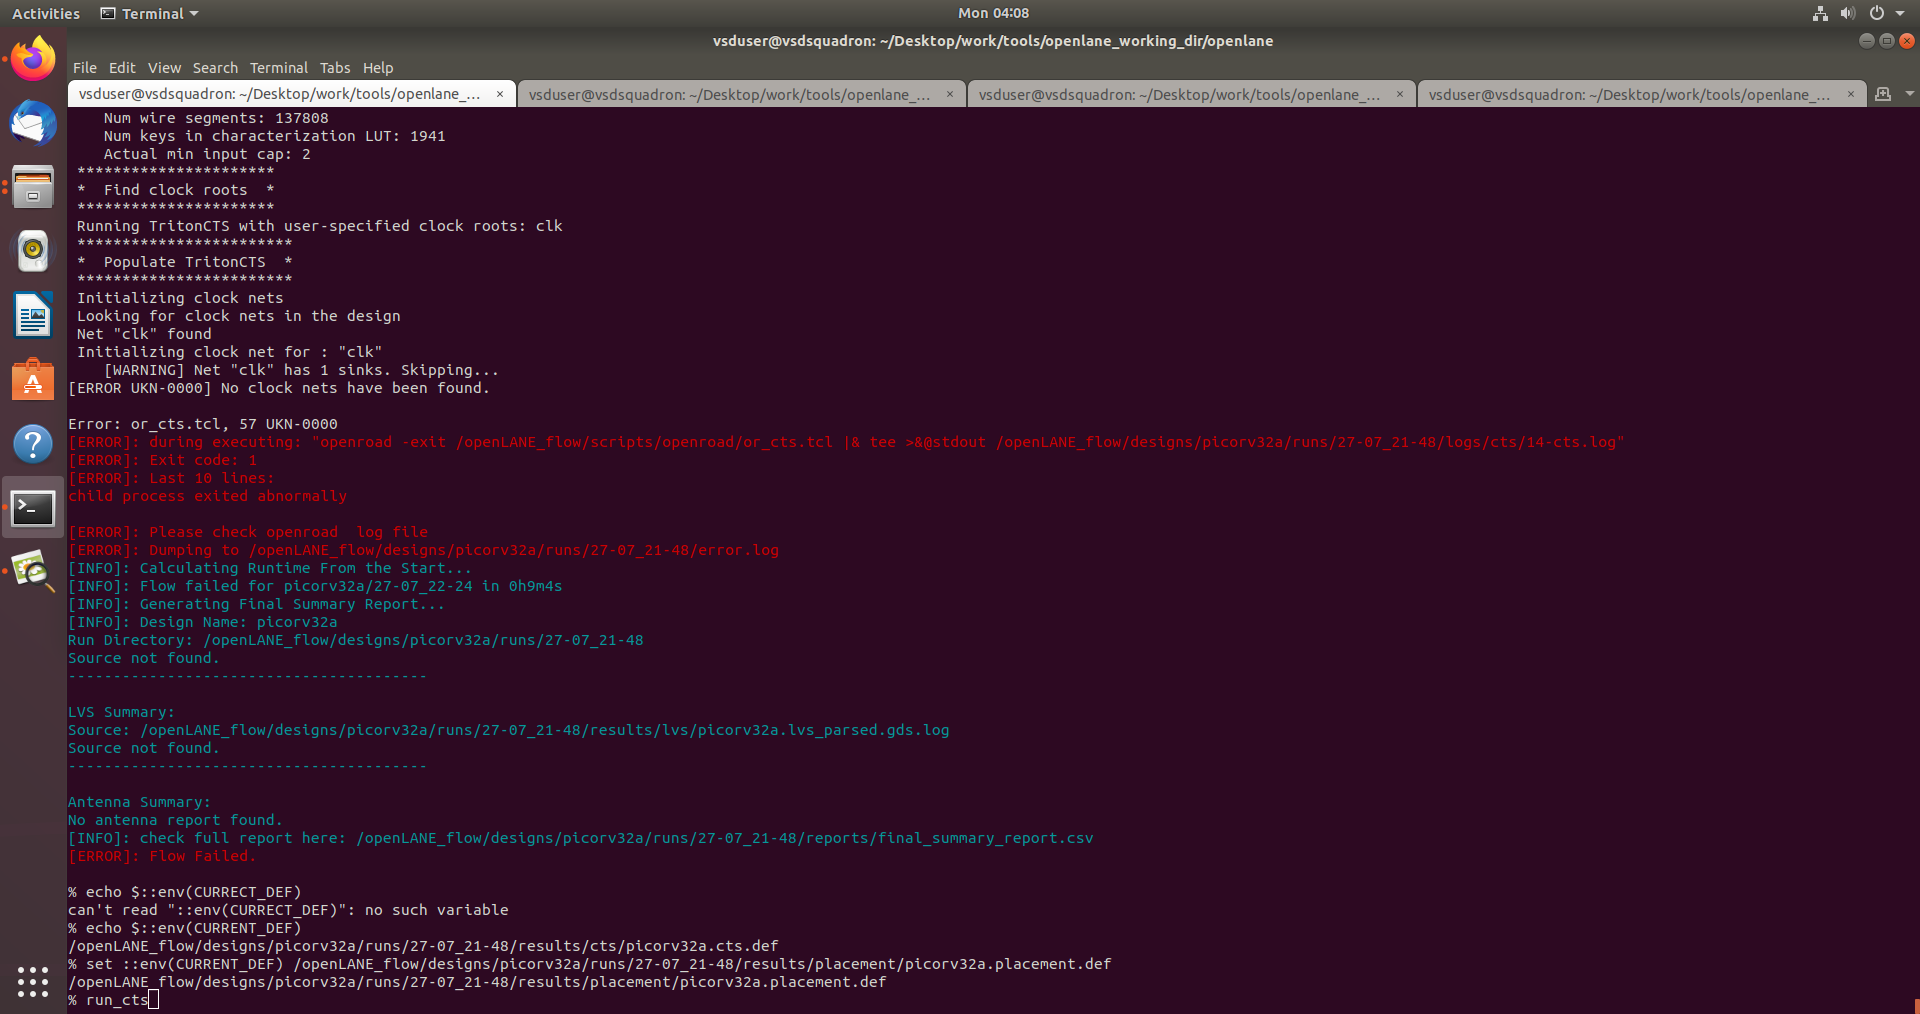 Activities Terminal Mon 04:08
vsduser@vsdsquadron: ~/Desktop/work/tools/openlane_working_dir/openlane
File Edit View Search Terminal Tabs Help
vsduser@vsdsquadron: ~/Desktop/work/tools/openlane_... × vsduser@vsdsquadron: ~/Desktop/work/tools/openlane_... × vsduser@vsdsquadron: ~/Desktop/work/tools/openlane_... × vsduser@vsdsquadron: ~/Desktop/work/tools/openlane_... ×
Num wire segments: 137808
Num keys in characterization LUT: 1941
Actual min input cap: 2
**********************
* Find clock roots *
**********************
Running TritonCTS with user-specified clock roots: clk
************************
* Populate TritonCTS *
************************
Initializing clock nets
Looking for clock nets in the design
Net "clk" found
Initializing clock net for : "clk"
[WARNING] Net "clk" has 1 sinks. Skipping...
[ERROR UKN-0000] No clock nets have been found.
Error: or_cts.tcl, 57 UKN-0000
[ERROR]: during executing: "openroad -exit /openLANE_flow/scripts/openroad/or_cts.tcl |& tee >&@stdout /openLANE_flow/designs/picorv32a/runs/27-07_21-48/logs/cts/14-cts.log"
[ERROR]: Exit code: 1
[ERROR]: Last 10 lines:
child process exited abnormally
[ERROR]: Please check openroad  log file
[ERROR]: Dumping to /openLANE_flow/designs/picorv32a/runs/27-07_21-48/error.log
[INFO]: Calculating Runtime From the Start...
[INFO]: Flow failed for picorv32a/27-07_22-24 in 0h9m4s
[INFO]: Generating Final Summary Report...
[INFO]: Design Name: picorv32a
Run Directory: /openLANE_flow/designs/picorv32a/runs/27-07_21-48
Source not found.
----------------------------------------
LVS Summary:
Source: /openLANE_flow/designs/picorv32a/runs/27-07_21-48/results/lvs/picorv32a.lvs_parsed.gds.log
Source not found.
----------------------------------------
Antenna Summary:
No antenna report found.
[INFO]: check full report here: /openLANE_flow/designs/picorv32a/runs/27-07_21-48/reports/final_summary_report.csv
[ERROR]: Flow Failed.
% echo $::env(CURRECT_DEF)
can't read "::env(CURRECT_DEF)": no such variable
% echo $::env(CURRENT_DEF)
/openLANE_flow/designs/picorv32a/runs/27-07_21-48/results/cts/picorv32a.cts.def
% set ::env(CURRENT_DEF) /openLANE_flow/designs/picorv32a/runs/27-07_21-48/results/placement/picorv32a.placement.def
/openLANE_flow/designs/picorv32a/runs/27-07_21-48/results/placement/picorv32a.placement.def
% run_cts